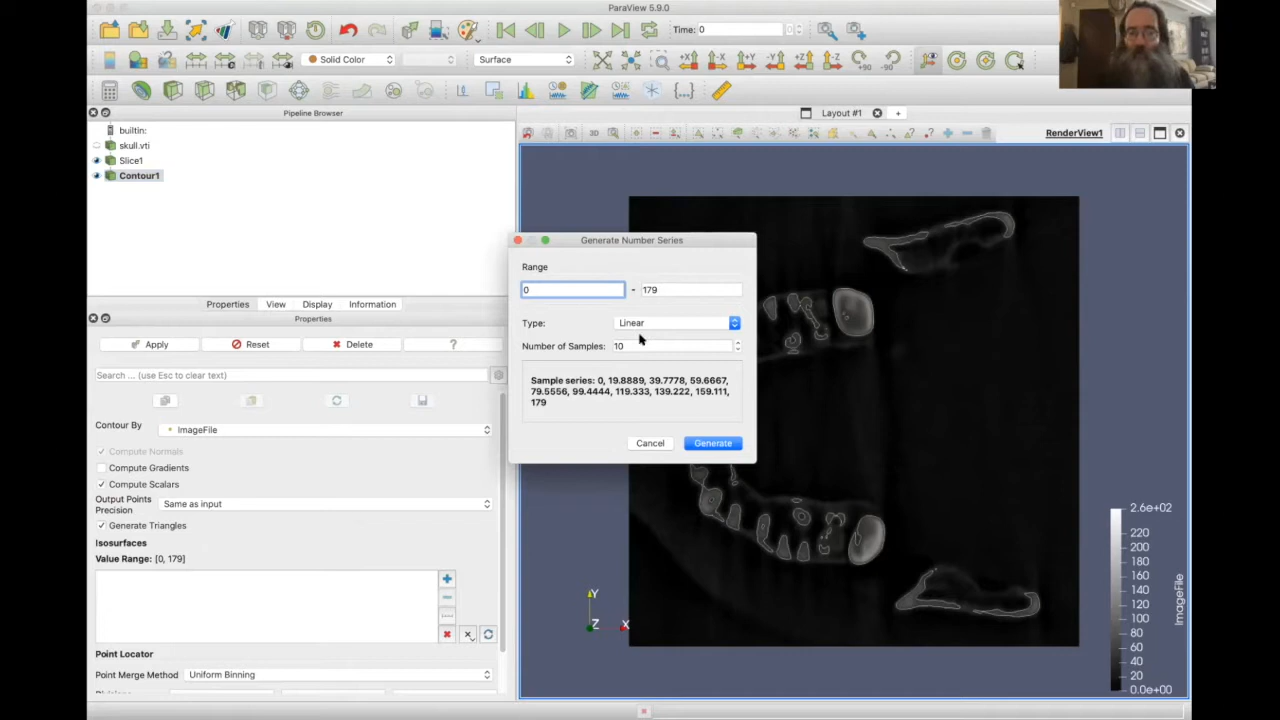 ParaView 5.9.0
Time: 0
0
Solid Color
Surface
+X
-X
+Y
-Y
+Z
-Z
+90
-90
Pipeline Browser
builtin:
skull.vti
Slice1
Contour1
Layout #1
+
3D
RenderView1
Properties
View
Display
Information
Properties
Apply
Reset
Delete
?
Search ... (use Esc to clear text)
Contour By
ImageFile
Compute Normals
Compute Gradients
Compute Scalars
Output Points
Precision
Same as input
Generate Triangles
Isosurfaces
Value Range: [0, 179]
Point Locator
Point Merge Method
Uniform Binning
Generate Number Series
Range
0
-
179
Type:
Linear
Number of Samples:
10
Sample series: 0, 19.8889, 39.7778, 59.6667,
79.5556, 99.4444, 119.333, 139.222, 159.111,
179
Cancel
Generate
Y
Z
X
2.6e+02
220
200
180
160
140
120
100
80
60
40
20
0.0e+00
ImageFile